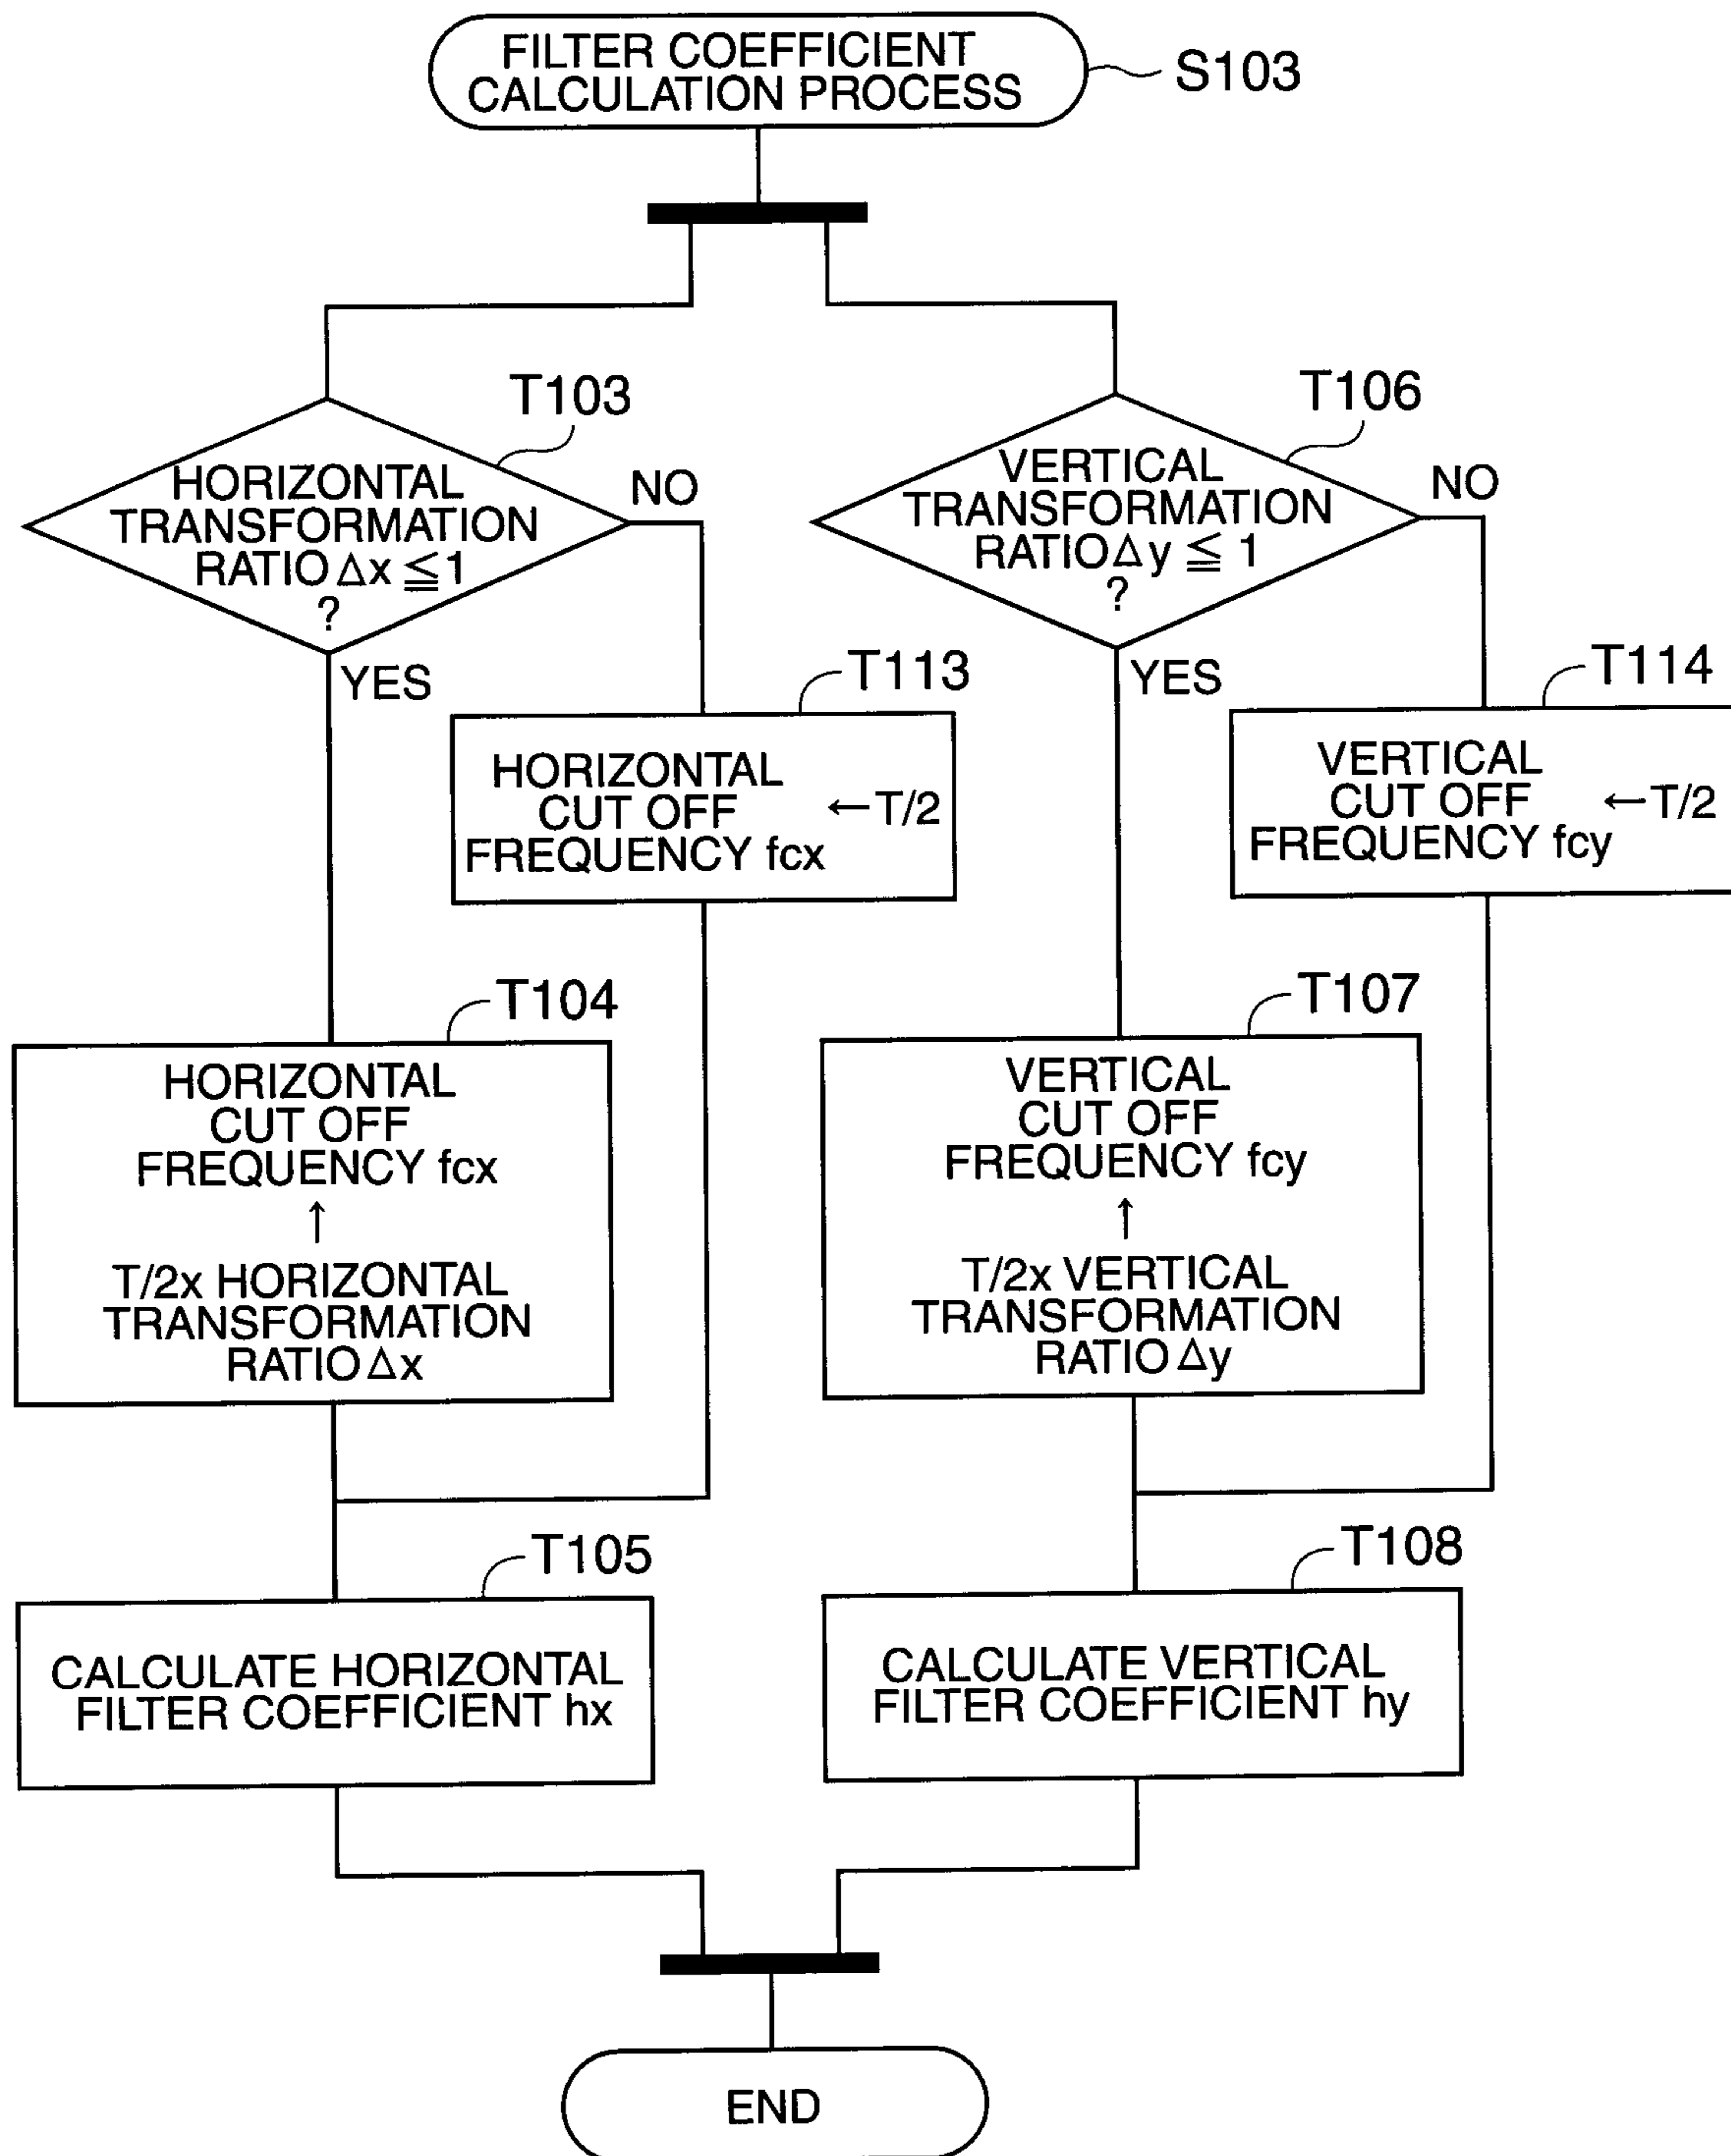 FILTER COEFFICIENT
CALCULATION PROCESS
S103
T103
HORIZONTAL
TRANSFORMATION
RATIO Δx ≦ 1
?
NO
YES
T106
VERTICAL
TRANSFORMATION
RATIO Δy ≦ 1
?
NO
YES
T113
HORIZONTAL
CUT OFF
FREQUENCY fcx
←T/2
T114
VERTICAL
CUT OFF
FREQUENCY fcy
←T/2
T104
HORIZONTAL
CUT OFF
FREQUENCY fcx
↑
T/2x HORIZONTAL
TRANSFORMATION
RATIO Δx
T107
VERTICAL
CUT OFF
FREQUENCY fcy
↑
T/2x VERTICAL
TRANSFORMATION
RATIO Δy
T105
CALCULATE HORIZONTAL
FILTER COEFFICIENT hx
T108
CALCULATE VERTICAL
FILTER COEFFICIENT hy
END